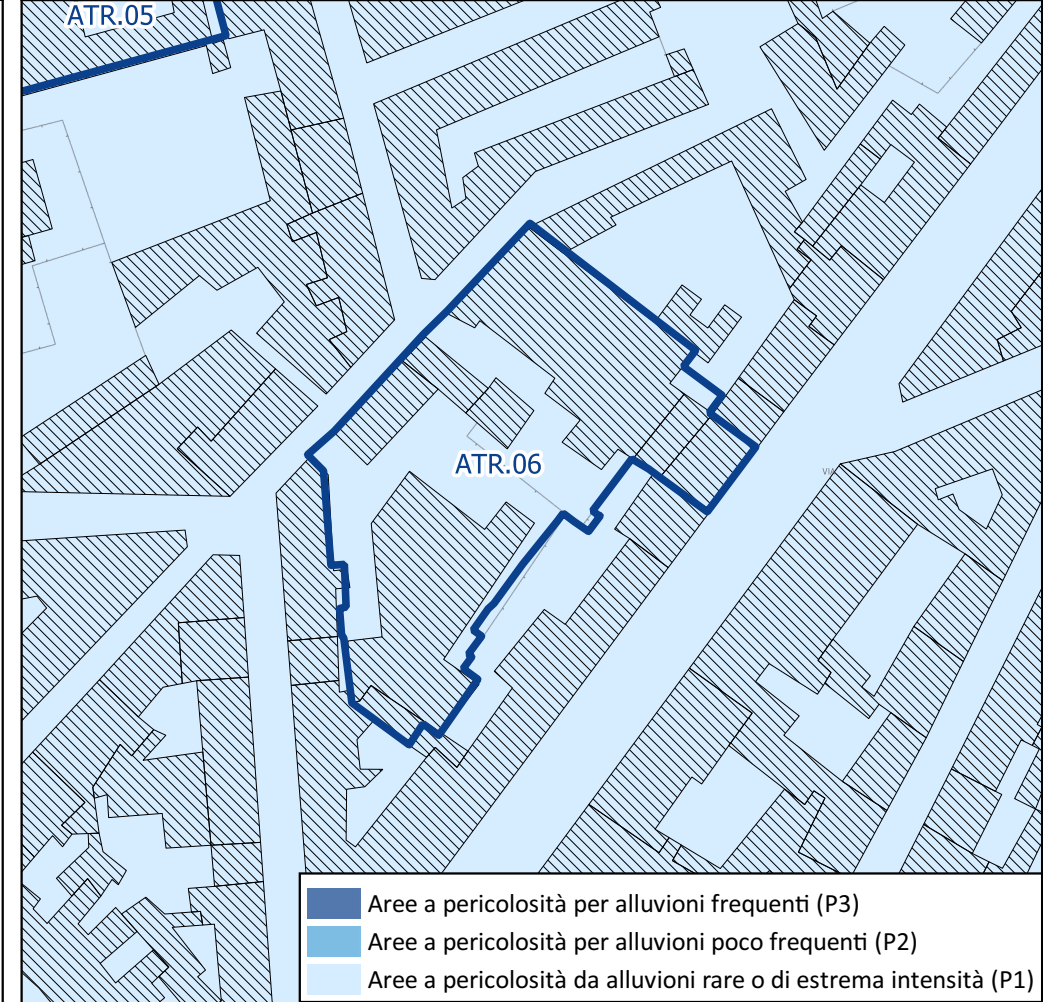 ATR.05
ATR.06
VIA
Aree a pericolosità per alluvioni frequenti (P3)
Aree a pericolosità per alluvioni poco frequenti (P2)
Aree a pericolosità da alluvioni rare o di estrema intensità (P1)